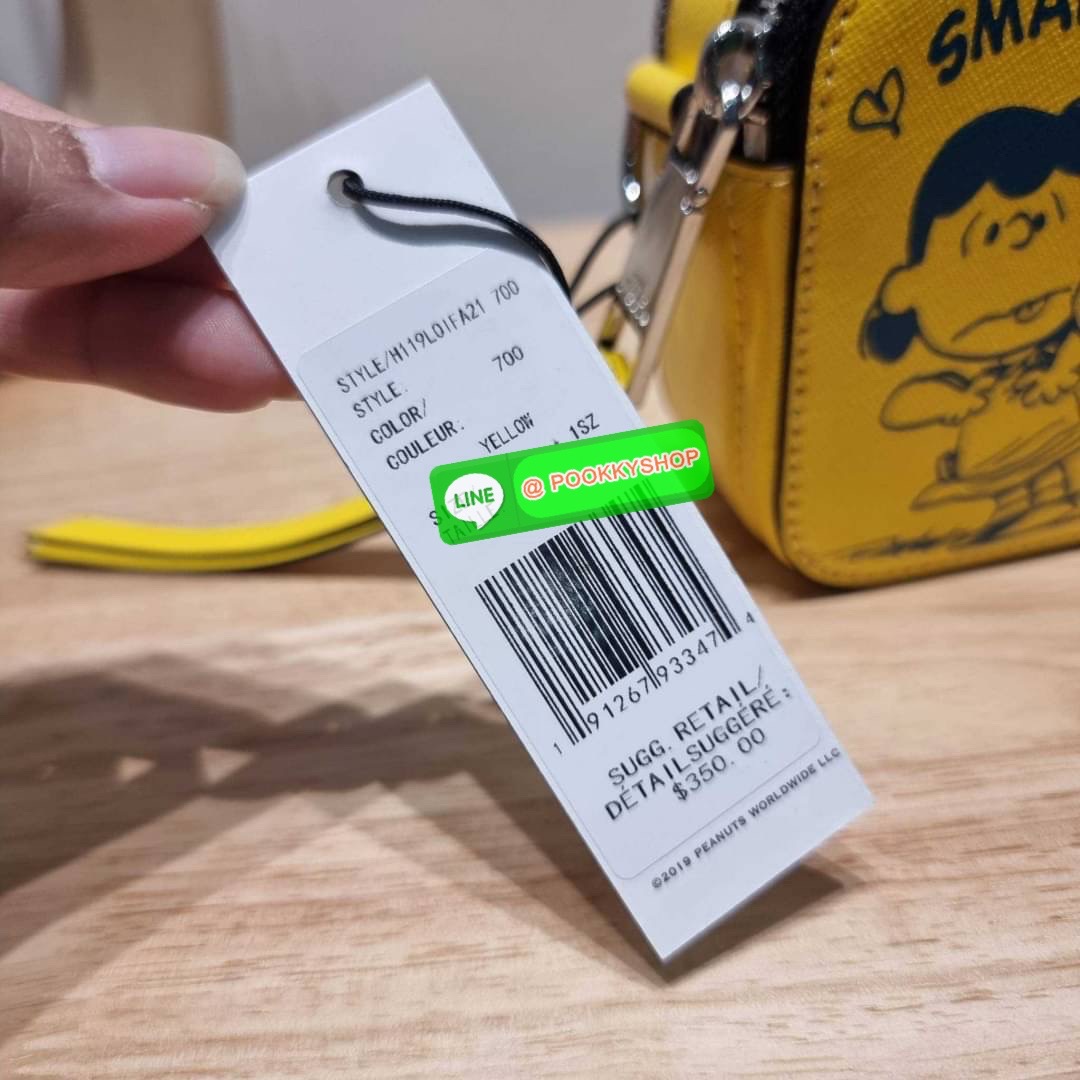 SMA
STYLE/H119L01FA21 700
STYLE. 700
COLOR/
COULEUR. YELLOW
1SZ
LINE @ POOKKYSHOP
1 91267 93347 4
SUGG. RETAIL/
DÉTAILSUGGÉRÉ:
$350.00
©2019 PEANUTS WORLDWIDE LLC